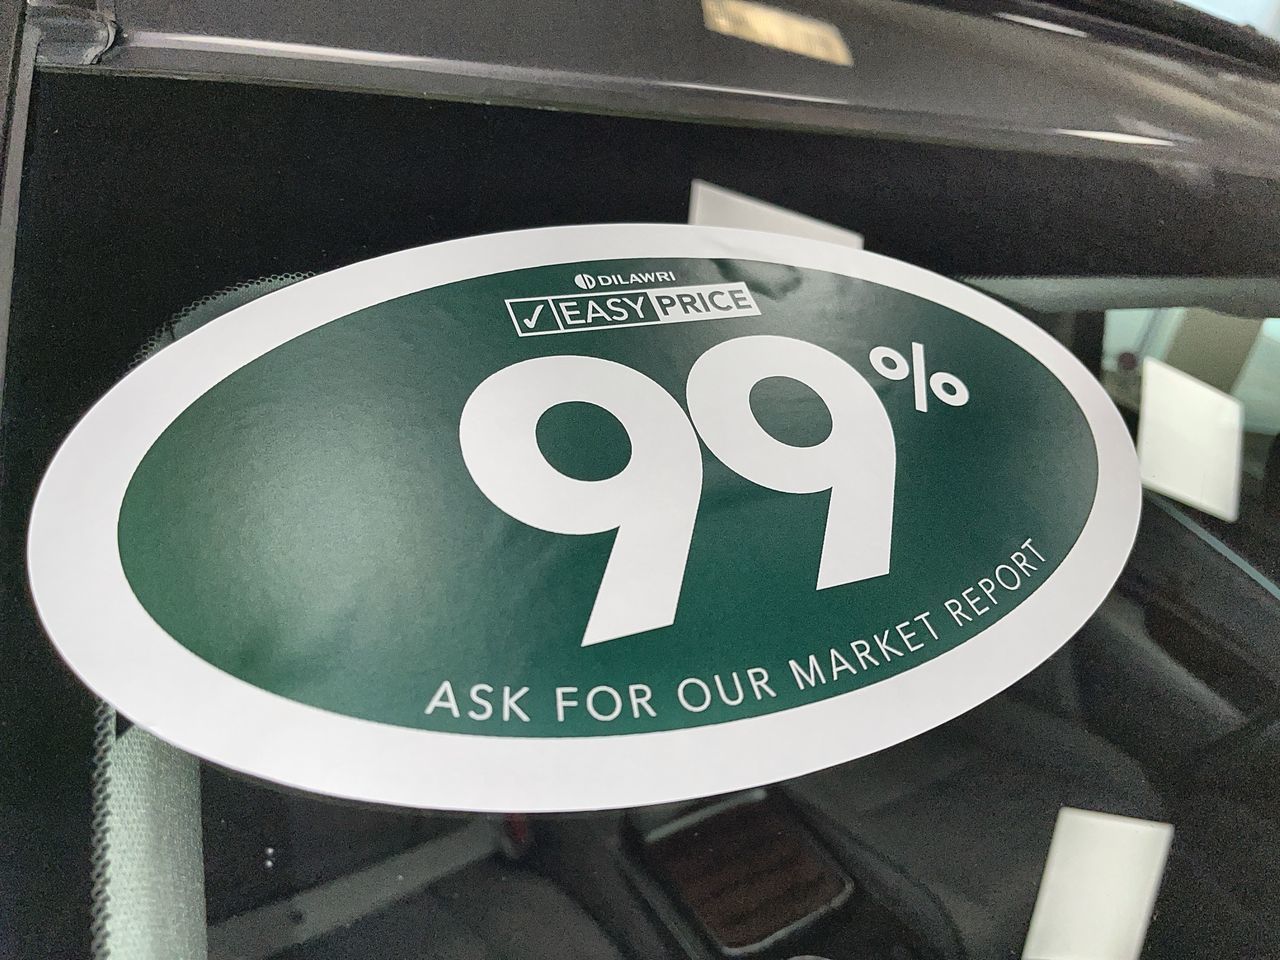 DILAWRI
✓ EASY PRICE
99%
ASK FOR OUR MARKET REPORT